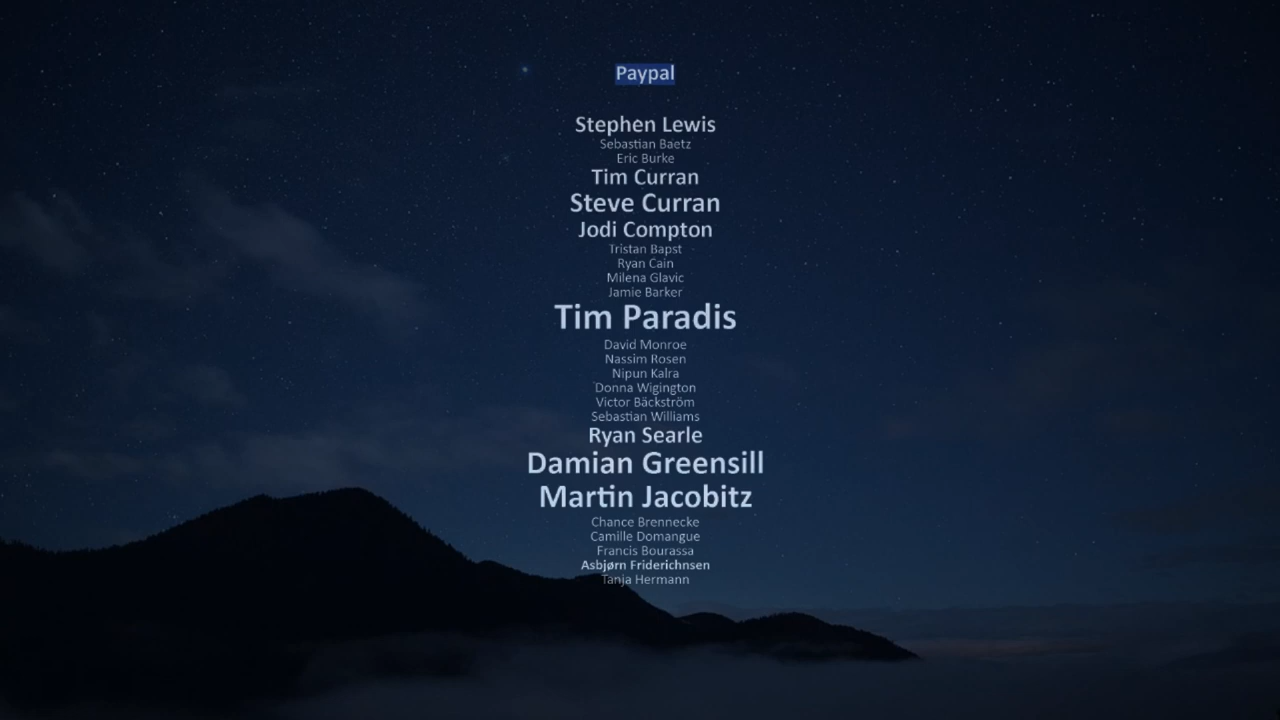 Paypal
Stephen Lewis
Sebastian Baetz
Eric Burke
Tim Curran
Steve Curran
Jodi Compton
Tristan Bapst
Ryan Cain
Milena Glavic
Jamie Barker
Tim Paradis
David Monroe
Nassim Rosen
Nipun Kalra
Donna Wigington
Victor Bäckström
Sebastian Williams
Ryan Searle
Damian Greensill
Martin Jacobitz
Chance Brennecke
Camille Domangue
Francis Bourassa
Asbjørn Friderichnsen
Tanja Hermann